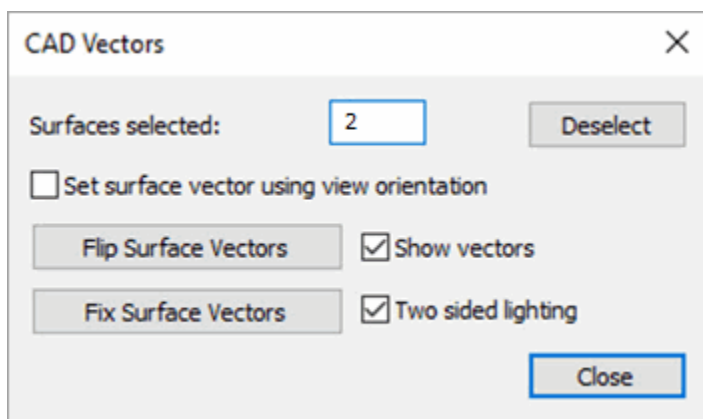 CAD Vectors
Surfaces selected: 2 Deselect
Set surface vector using view orientation
Flip Surface Vectors Show vectors
Fix Surface Vectors Two sided lighting
Close